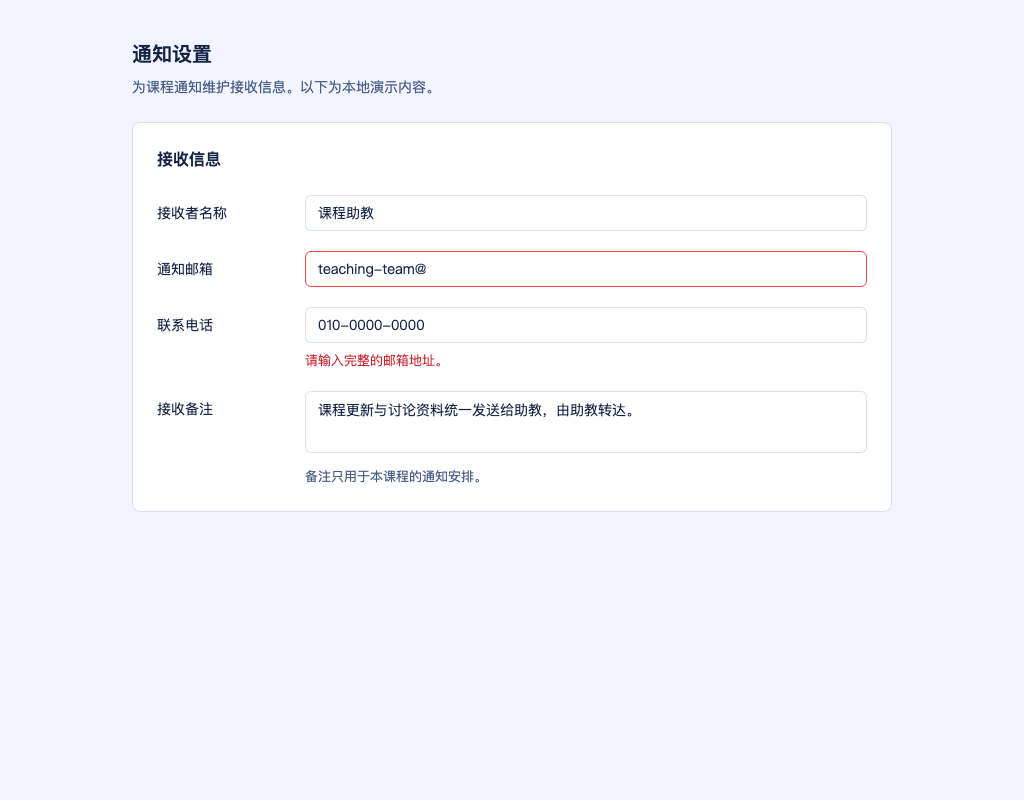 通知设置
为课程通知维护接收信息。以下为本地演示内容。
接收信息
接收者名称
课程助教
通知邮箱
teaching-team@
联系电话
010-0000-0000
请输入完整的邮箱地址。
接收备注
课程更新与讨论资料统一发送给助教，由助教转达。
备注只用于本课程的通知安排。